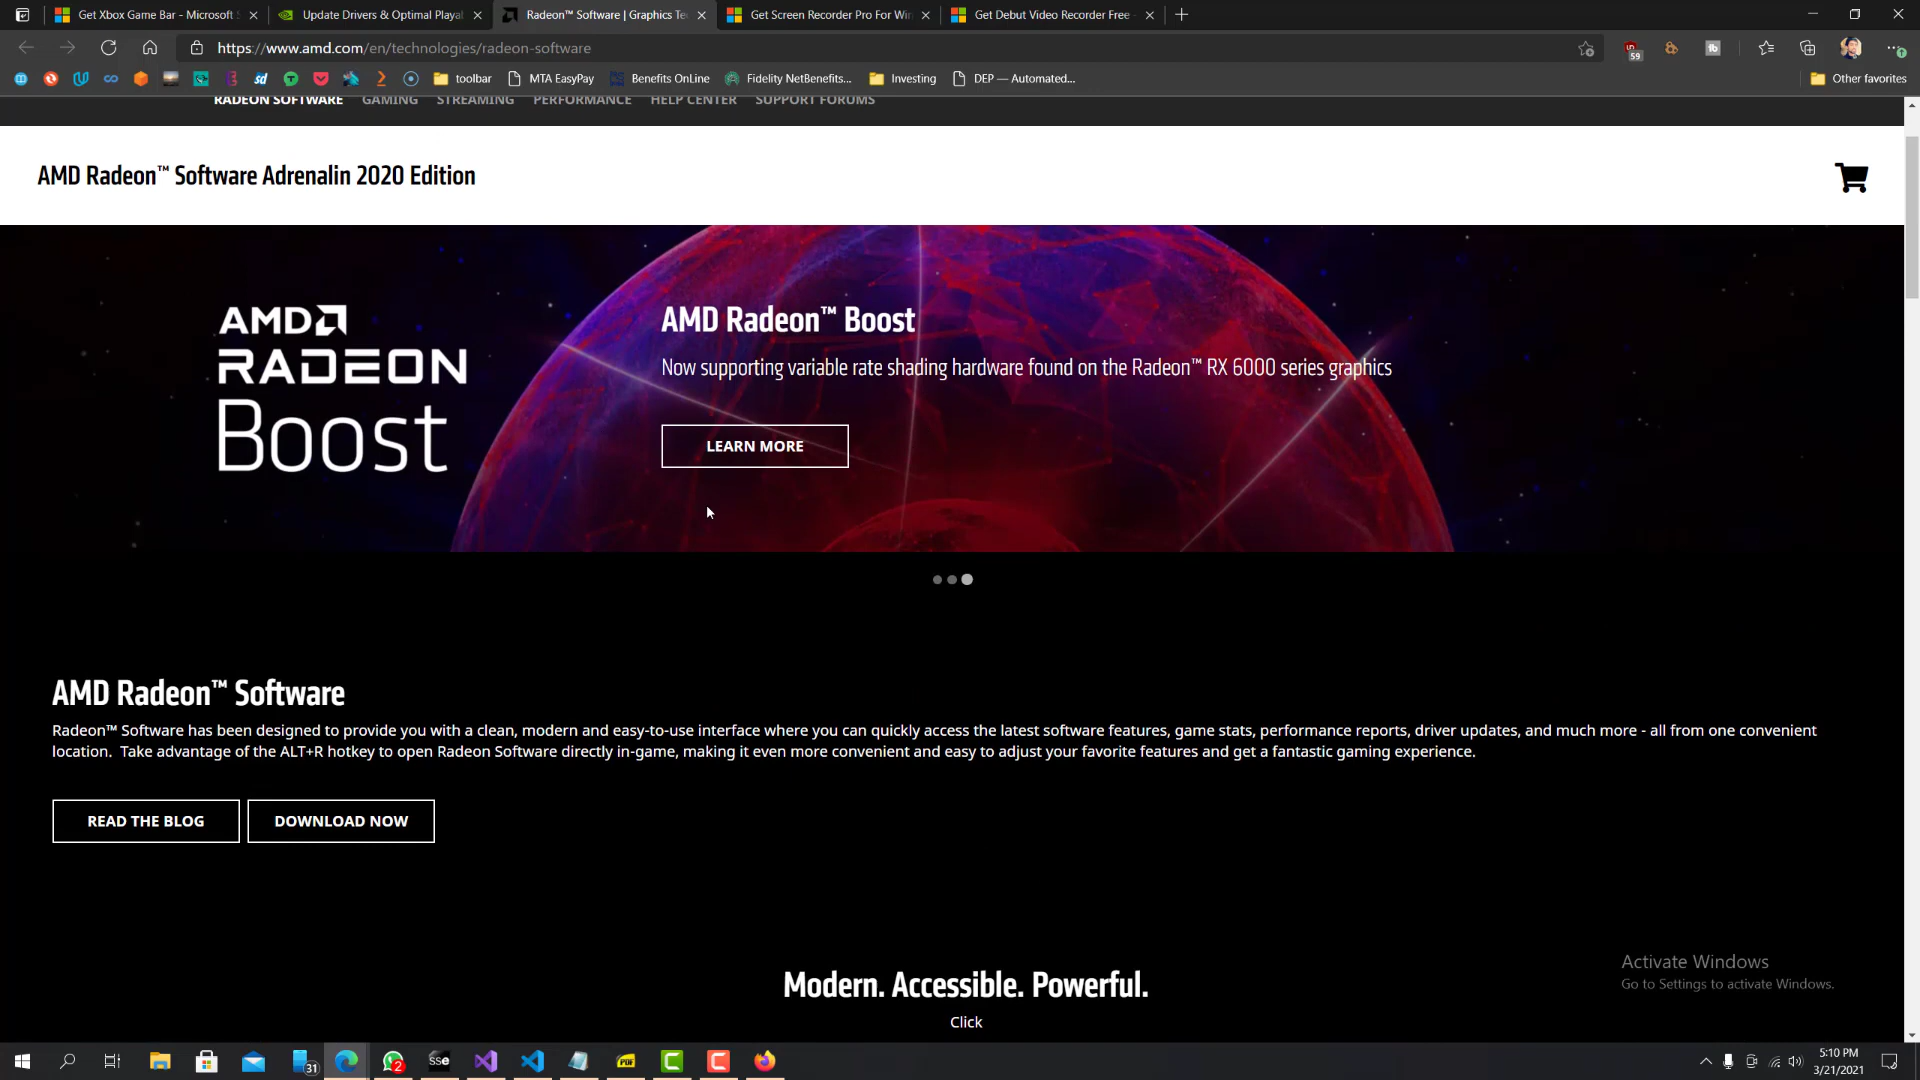 Get Xbox Game Bar - Microsoft S
Update Drivers & Optimal Playal
Radeon™ Software | Graphics Te
Get Screen Recorder Pro For Win
Get Debut Video Recorder Free -
https://www.amd.com/en/technologies/radeon-software
59
sd
toolbar
MTA EasyPay
Benefits OnLine
Fidelity NetBenefits...
Investing
DEP — Automated...
Other favorites
RADEON SOFTWARE GAMING STREAMING PERFORMANCE HELP CENTER SUPPORT FORUMS
AMD Radeon™ Software Adrenalin 2020 Edition
AMD
RADEON
Boost
AMD Radeon™ Boost
Now supporting variable rate shading hardware found on the Radeon™ RX 6000 series graphics
LEARN MORE
AMD Radeon™ Software
Radeon™ Software has been designed to provide you with a clean, modern and easy-to-use interface where you can quickly access the latest software features, game stats, performance reports, driver updates, and much more - all from one convenient
location.  Take advantage of the ALT+R hotkey to open Radeon Software directly in-game, making it even more convenient and easy to adjust your favorite features and get a fantastic gaming experience.
READ THE BLOG
DOWNLOAD NOW
Activate Windows
Go to Settings to activate Windows.
Modern. Accessible. Powerful.
Click
31
2
SSE
PDF
5:10 PM
3/21/2021